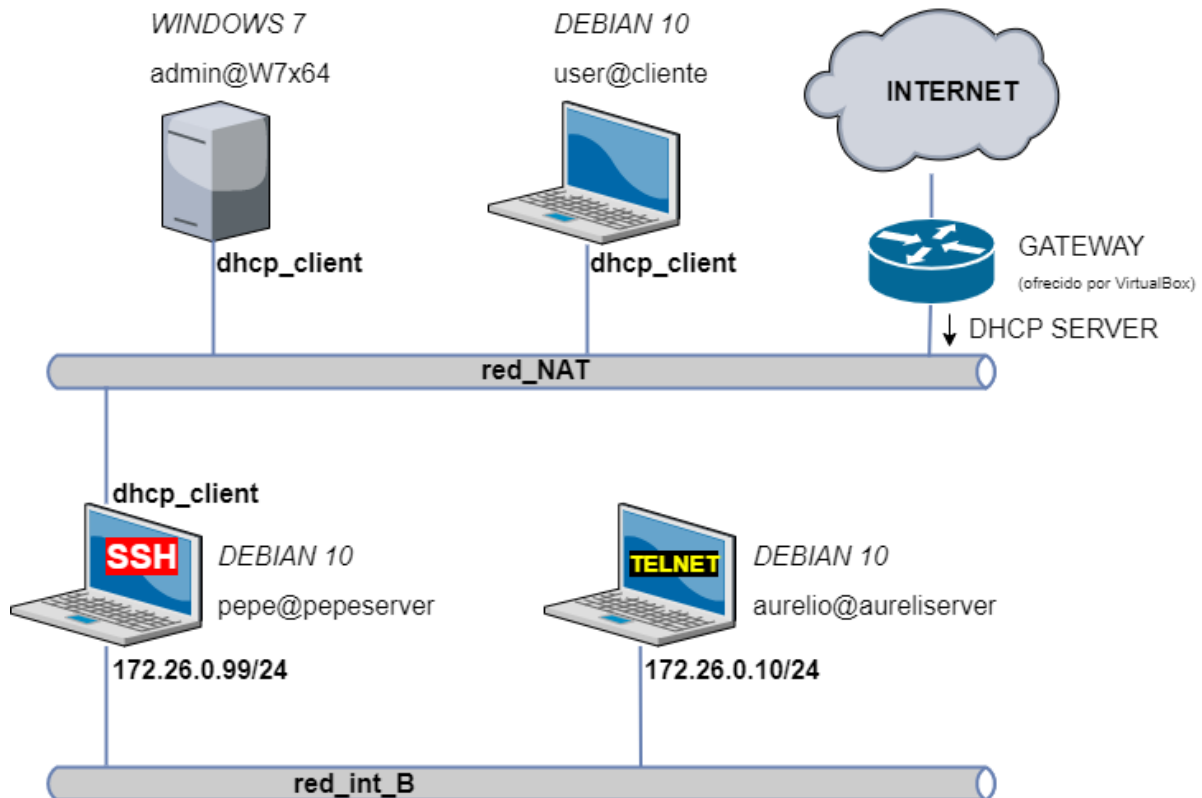 WINDOWS 7
admin@W7x64
DEBIAN 10
user@cliente
INTERNET
dhcp_client
dhcp_client
GATEWAY
(ofrecido por VirtualBox)
↓ DHCP SERVER
red_NAT
dhcp_client
SSH
DEBIAN 10
pepe@pepeserver
TELNET
DEBIAN 10
aurelio@aureliserver
172.26.0.99/24
172.26.0.10/24
red_int_B